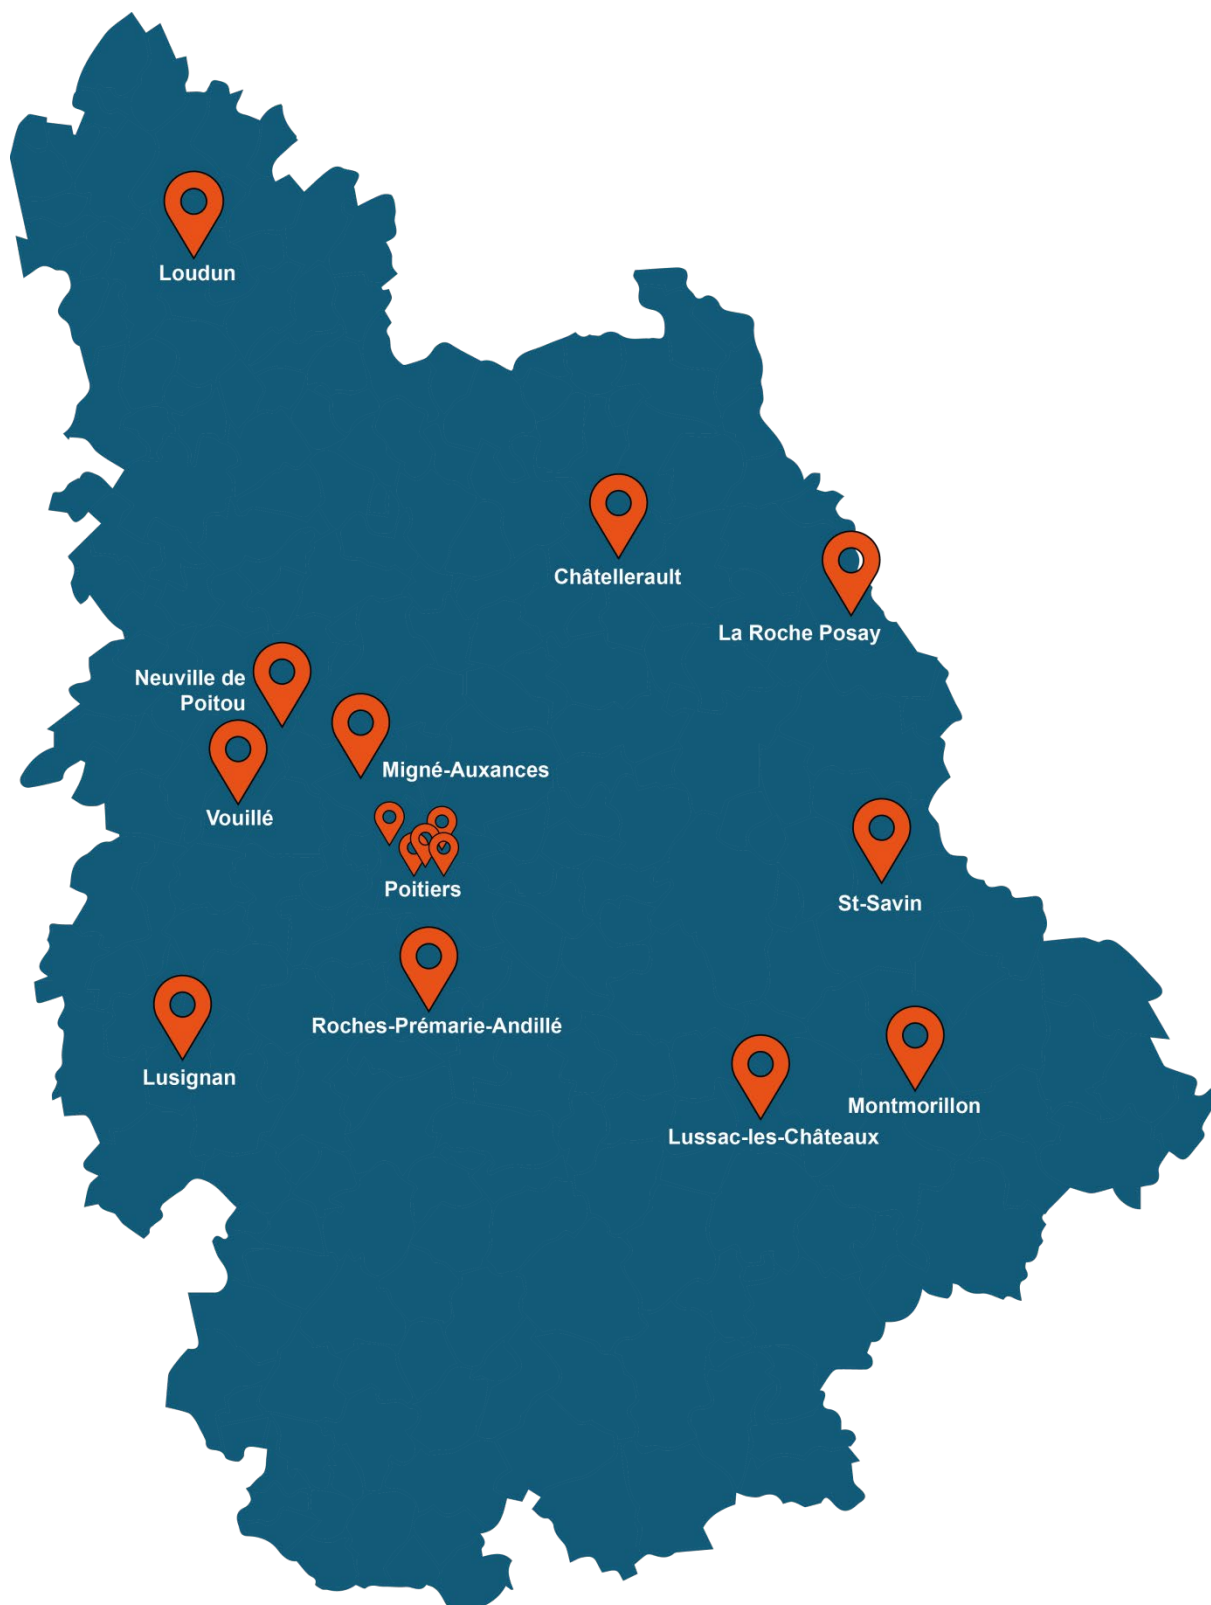 Loudun
Châtellerault
La Roche Posay
Neuville de
Poitou
Migné-Auxances
Vouillé
Poitiers
St-Savin
Roches-Prémarie-Andillé
Lusignan
Montmorillon
Lussac-les-Châteaux